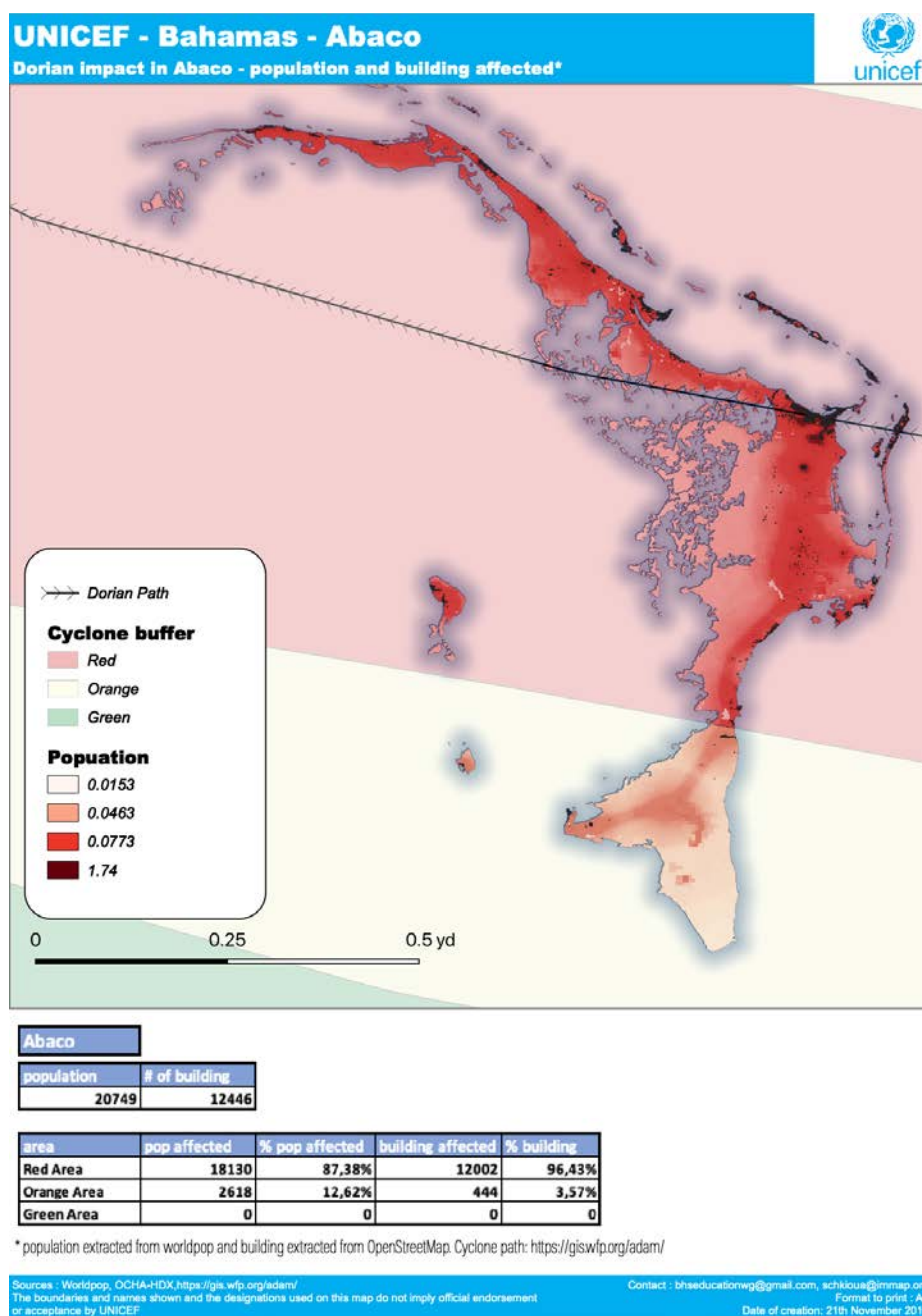 UNICEF - Bahamas - Abaco
Dorian impact in Abaco - population and building affected*
unicef
Dorian Path
Cyclone buffer
Red
Orange
Green
Popuation
0.0153
0.0463
0.0773
1.74
0 0.25 0.5 yd
Abaco
population # of building
20749 12446
area pop affected % pop affected building affected % building
Red Area 18130 87,38% 12002 96,43%
Orange Area 2618 12,62% 444 3,57%
Green Area 0 0 0 0
* population extracted from worldpop and building extracted from OpenStreetMap. Cyclone path: https://gis.wfp.org/adam/
Sources : Worldpop, OCHA-HDX,https://gis.wfp.org/adam/
The boundaries and names shown and the designations used on this map do not imply official endorsement
or acceptance by UNICEF
Contact : bhseducationwg@gmail.com,
Format to print :
Date of creation: 21th November,